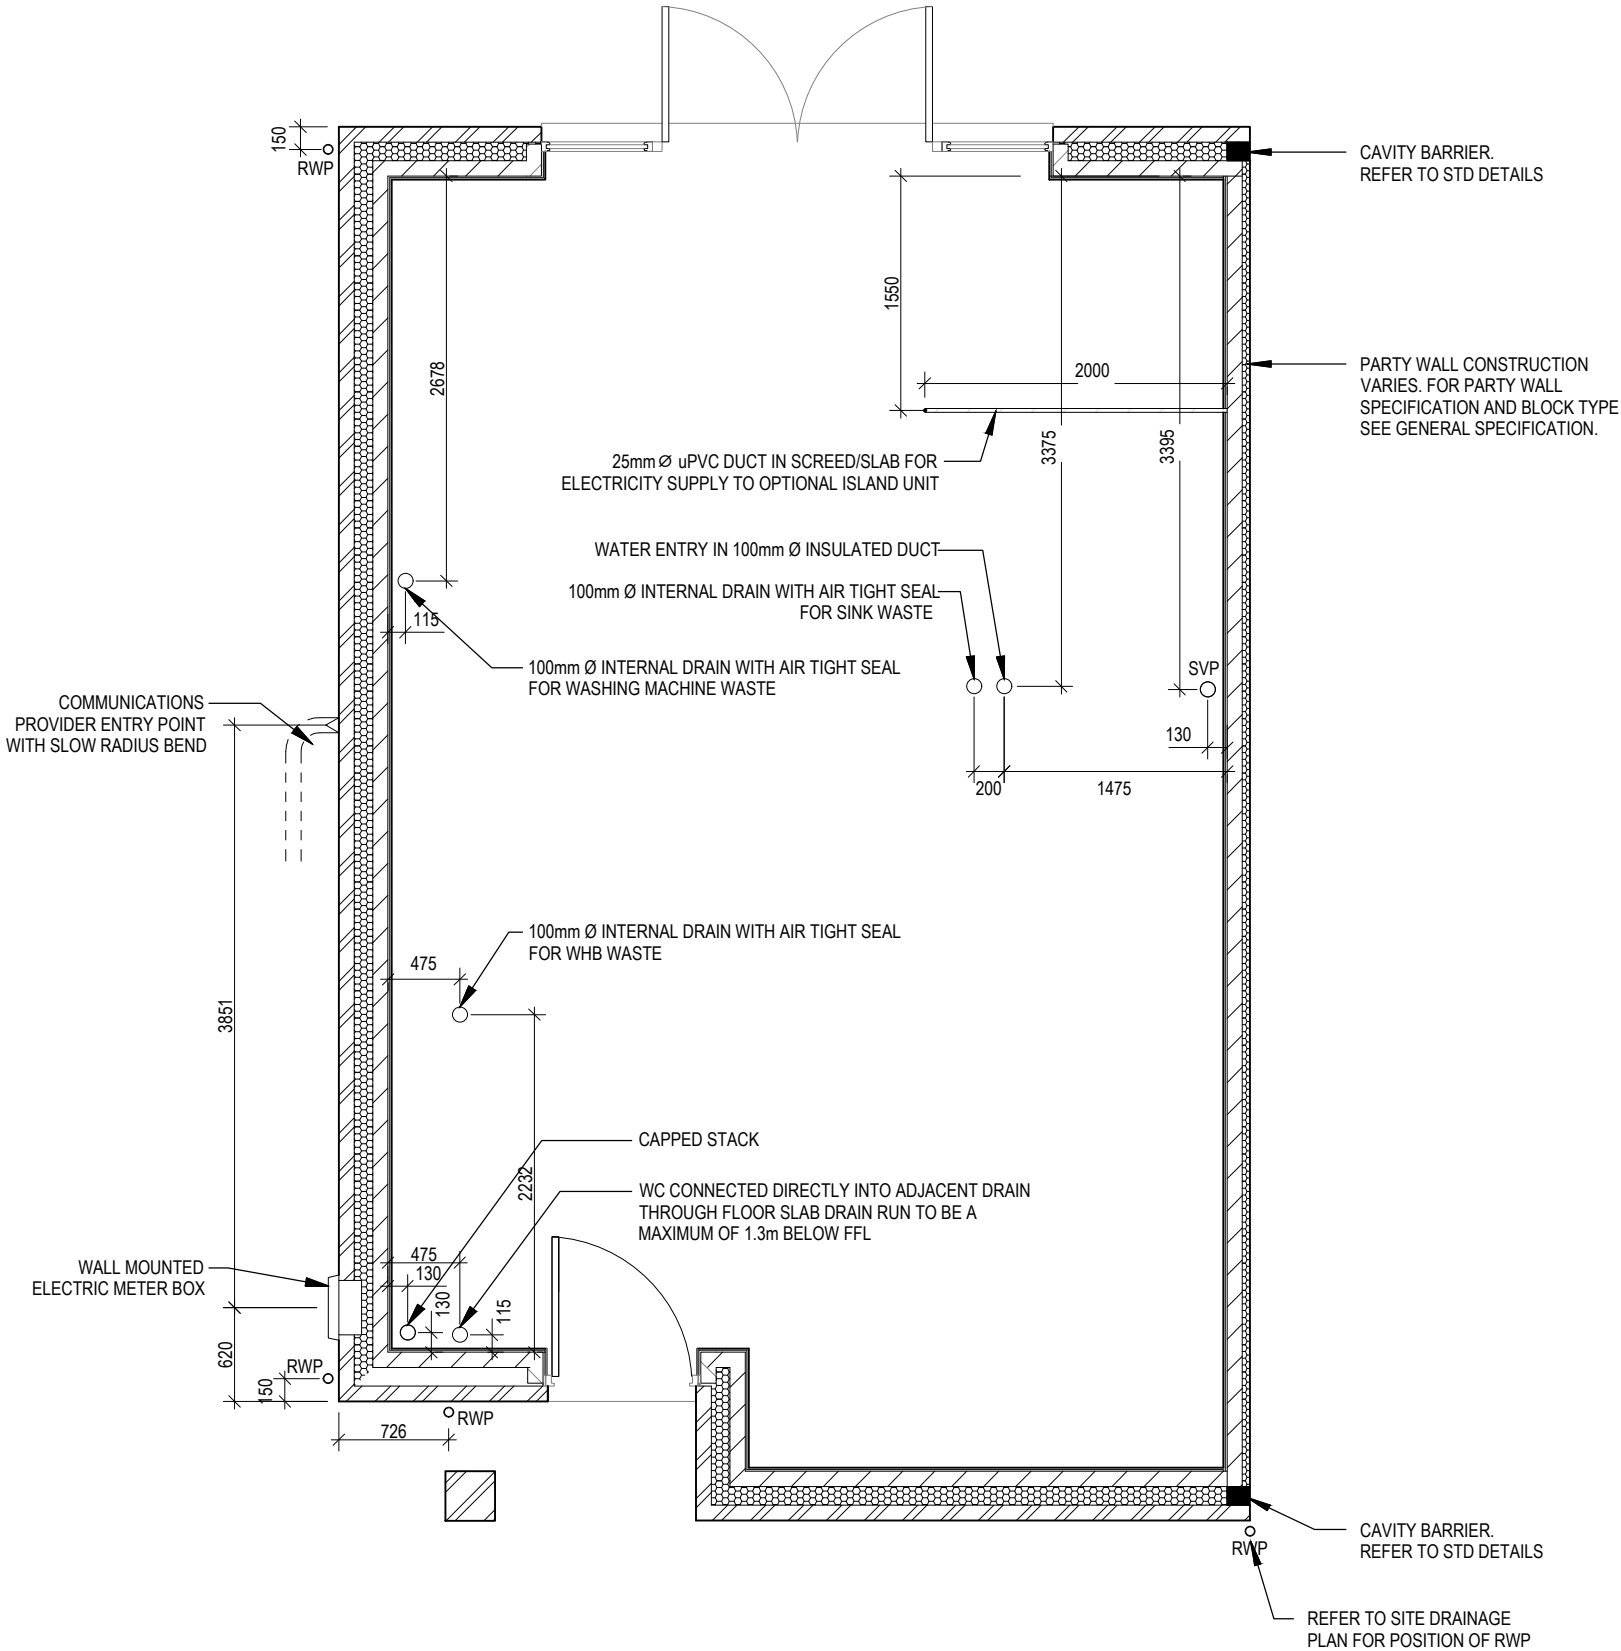 150
RWP
CAVITY BARRIER.
REFER TO STD DETAILS
1550
2678
2000
PARTY WALL CONSTRUCTION
VARIES. FOR PARTY WALL
SPECIFICATION AND BLOCK TYPE
SEE GENERAL SPECIFICATION.
3375
3395
25mm Ø uPVC DUCT IN SCREED/SLAB FOR
ELECTRICITY SUPPLY TO OPTIONAL ISLAND UNIT
WATER ENTRY IN 100mm Ø INSULATED DUCT
100mm Ø INTERNAL DRAIN WITH AIR TIGHT SEAL
FOR SINK WASTE
115
100mm Ø INTERNAL DRAIN WITH AIR TIGHT SEAL
FOR WASHING MACHINE WASTE
SVP
COMMUNICATIONS
PROVIDER ENTRY POINT
WITH SLOW RADIUS BEND
130
200
1475
100mm Ø INTERNAL DRAIN WITH AIR TIGHT SEAL
FOR WHB WASTE
475
3851
CAPPED STACK
2232
WC CONNECTED DIRECTLY INTO ADJACENT DRAIN
THROUGH FLOOR SLAB DRAIN RUN TO BE A
MAXIMUM OF 1.3m BELOW FFL
WALL MOUNTED
ELECTRIC METER BOX
475
130
130
115
620
RWP
150
RWP
726
CAVITY BARRIER.
REFER TO STD DETAILS
RWP
REFER TO SITE DRAINAGE
PLAN FOR POSITION OF RWP